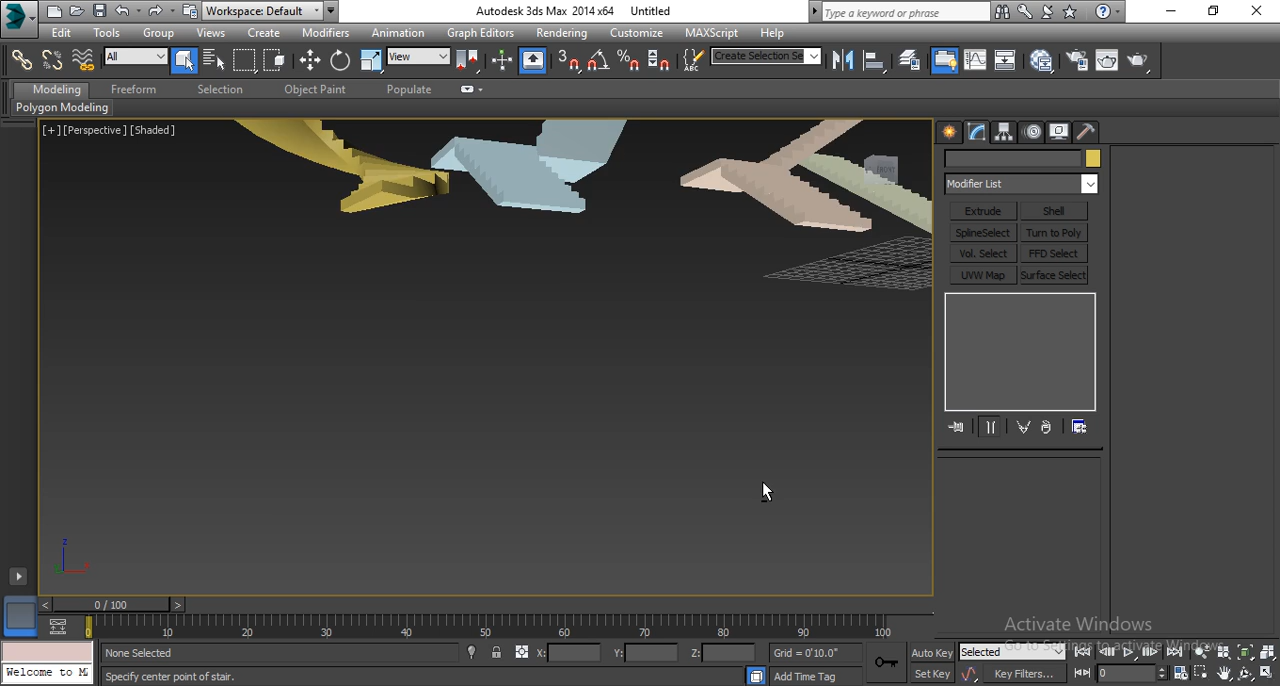 Workspace: Default
Autodesk 3ds Max 2014 x64 Untitled
Type a keyword or phrase
Edit Tools Group Views Create Modifiers Animation Graph Editors Rendering Customize MAXScript Help
All
View
3
ABC
Create Selection Se
Modeling Freeform Selection Object Paint Populate
Polygon Modeling
[+] [Perspective] [Shaded]
Modifier List
Extrude Shell
SplineSelect Turn to Poly
Vol. Select FFD Select
UVW Map Surface Select
z
< 0 / 100 >
0 10 20 30 40 50 60 70 80 90 100
Activate Windows
Go to Settings to activate Windows.
None Selected X: Y: Z: Grid = 0'10.0" Auto Key Selected
Welcome to M Specify center point of stair. Add Time Tag Set Key Key Filters... 0